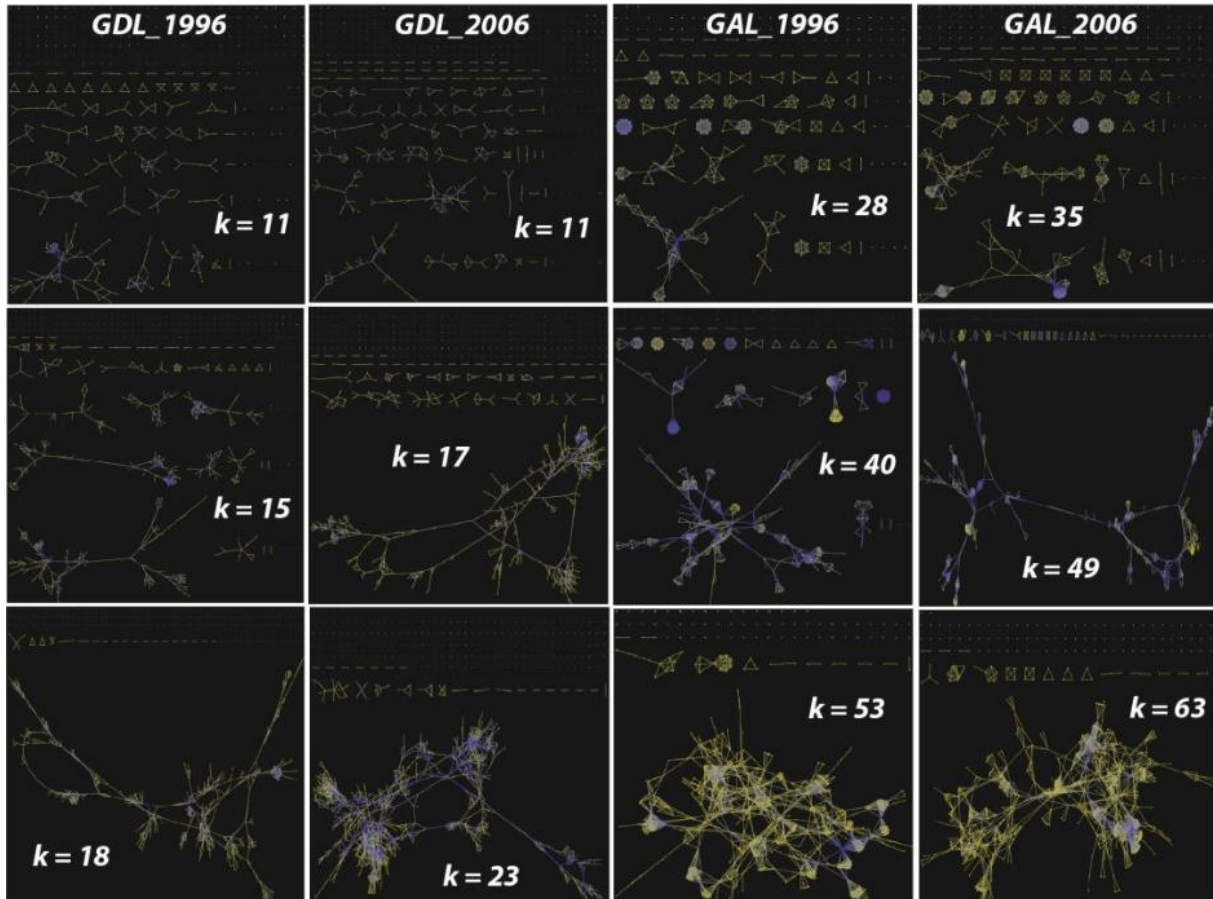 GDL_1996
GDL_2006
GAL_1996
GAL_2006
k = 11
k = 11
k = 28
k = 35
k = 15
k = 17
k = 40
k = 49
k = 18
k = 23
k = 53
k = 63